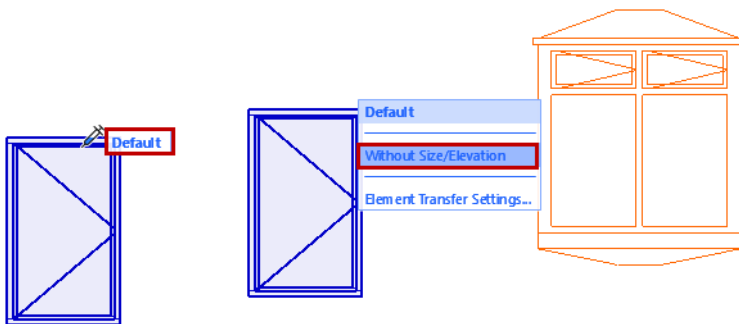 Default
Default
Without Size/Elevation
Element Transfer Settings...